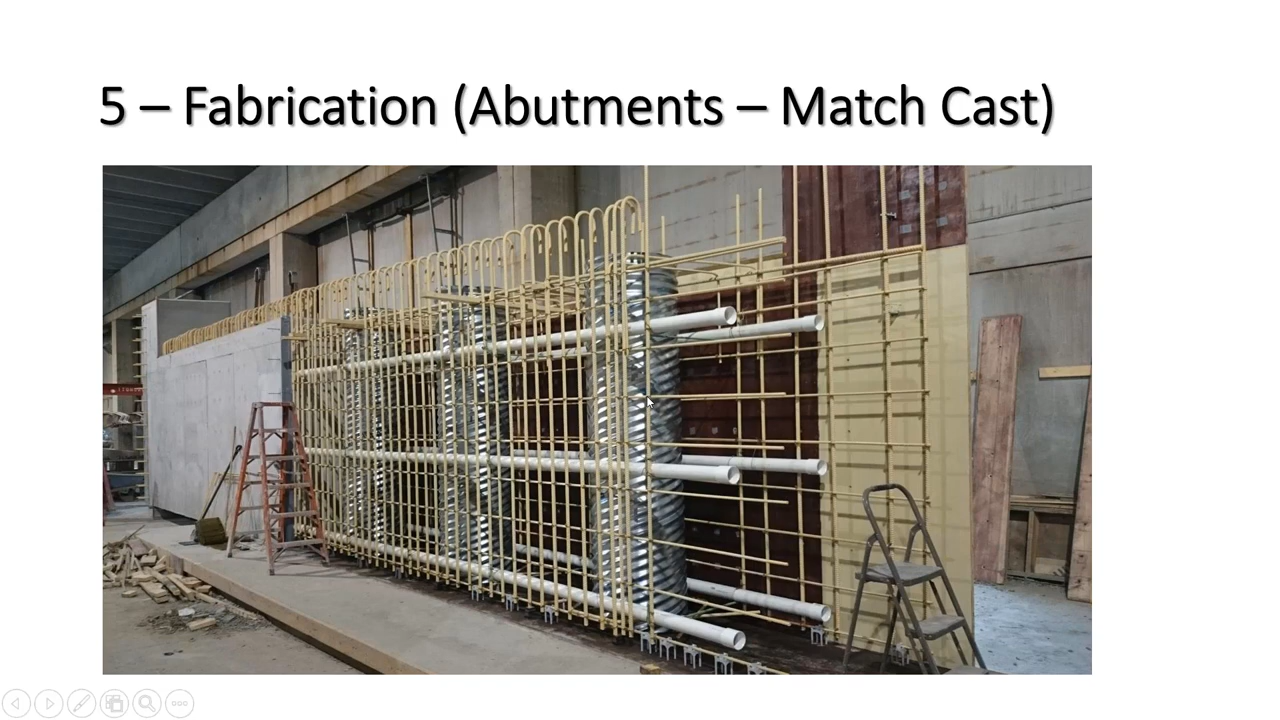 5 – Fabrication (Abutments – Match Cast)